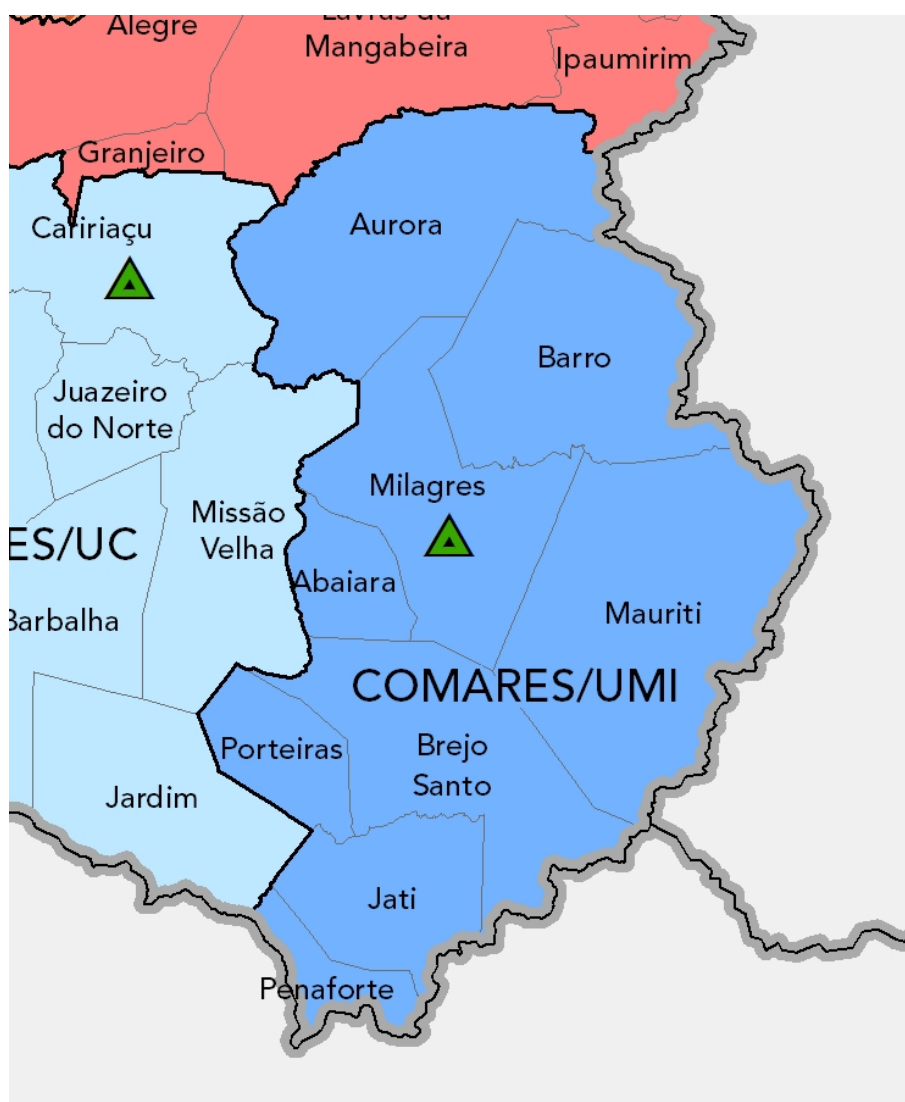 Alegre
Mangabeira
Ipaumirim
Granjeiro
Caririaçu
Aurora
Barro
Juazeiro
do Norte
Milagres
Missão
Velha
ES/UC
Abaiara
Barbalha
Mauriti
COMARES/UMI
Porteiras
Brejo
Santo
Jardim
Jati
Penaforte